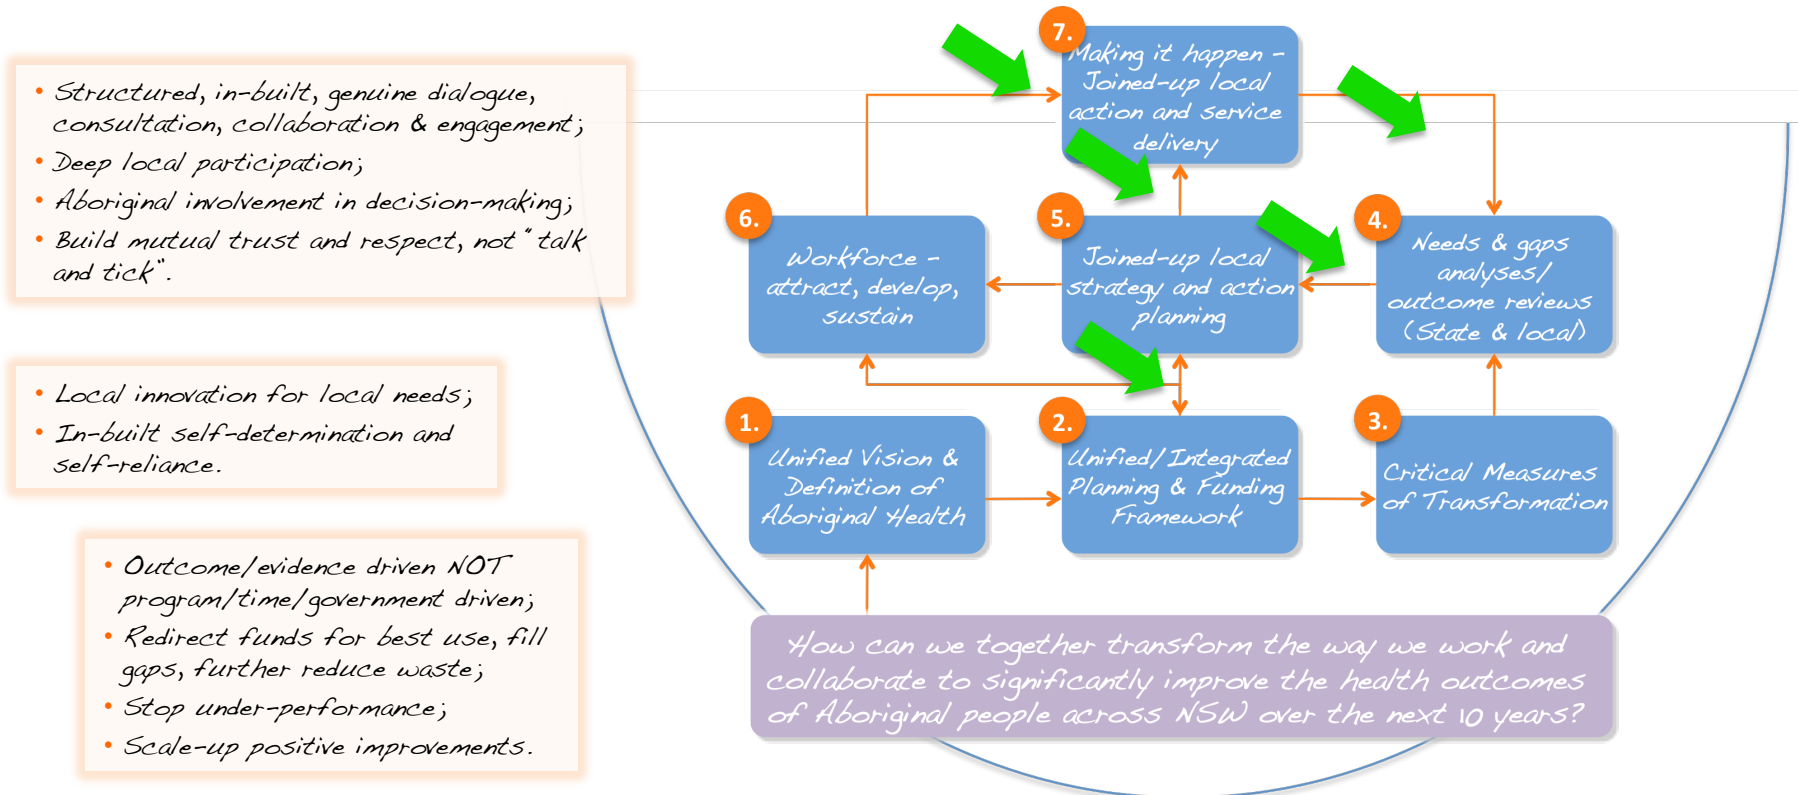 • Structured, in-built, genuine dialogue,
consultation, collaboration & engagement;
• Deep local participation;
• Aboriginal involvement in decision-making;
• Build mutual trust and respect, not “talk
and tick”.
• Local innovation for local needs;
• In-built self-determination and
self-reliance.
• Outcome/evidence driven NOT
program/time/government driven;
• Redirect funds for best use, fill
gaps, further reduce waste;
• Stop under-performance;
• Scale-up positive improvements.
7.
Making it happen –
Joined-up local
action and service
delivery
6.
Workforce –
attract, develop,
sustain
5.
Joined-up local
strategy and action
planning
4.
Needs & gaps
analyses/
outcome reviews
(State & local)
1.
Unified Vision &
Definition of
Aboriginal Health
2.
Unified/Integrated
Planning & Funding
Framework
3.
Critical Measures
of Transformation
How can we together transform the way we work and
collaborate to significantly improve the health outcomes
of Aboriginal people across NSW over the next 10 years?